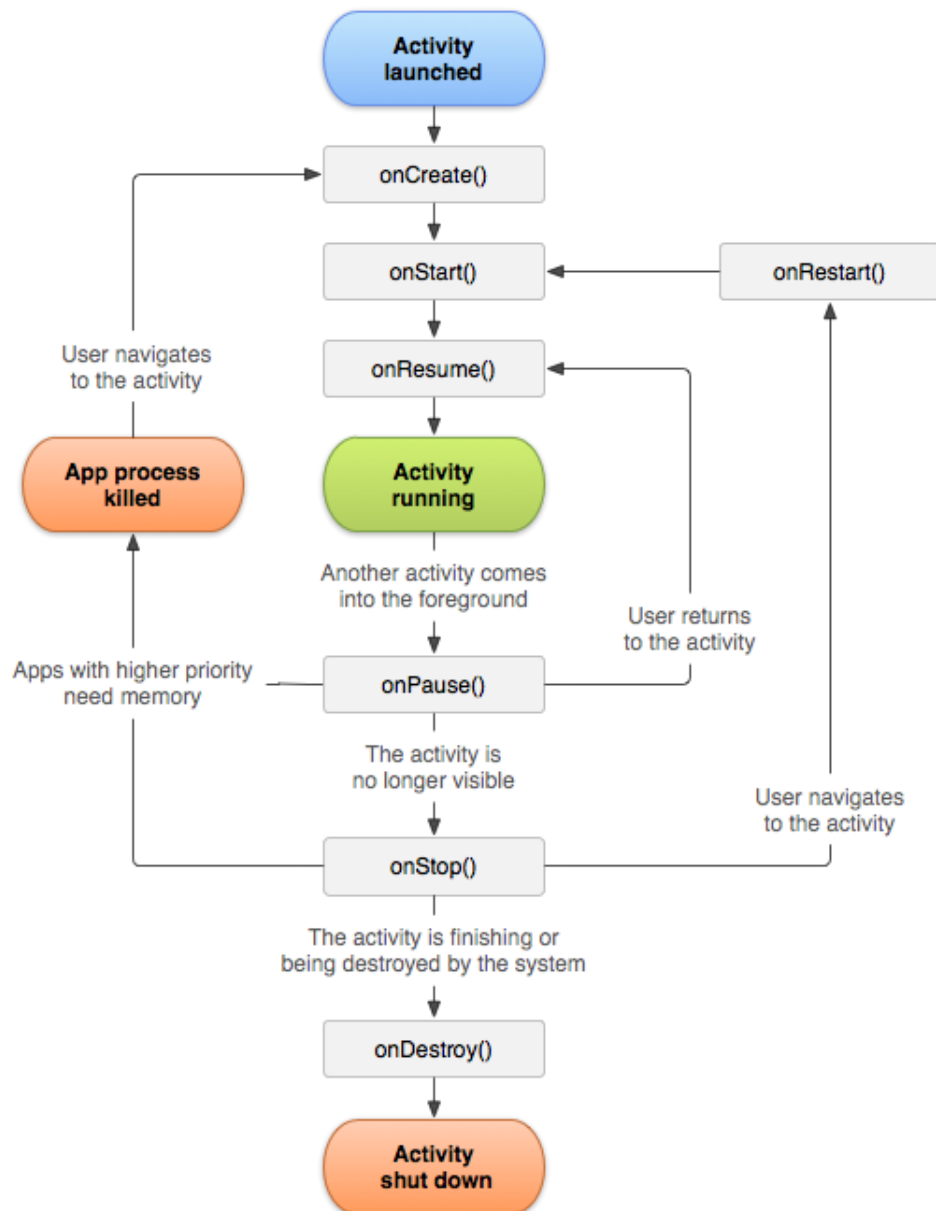 Activity
launched
onCreate()
onStart()
onRestart()
onResume()
User navigates
to the activity
App process
killed
Activity
running
Another activity comes
into the foreground
User returns
to the activity
Apps with higher priority
need memory
onPause()
The activity is
no longer visible
User navigates
to the activity
onStop()
The activity is finishing or
being destroyed by the system
onDestroy()
Activity
shut down